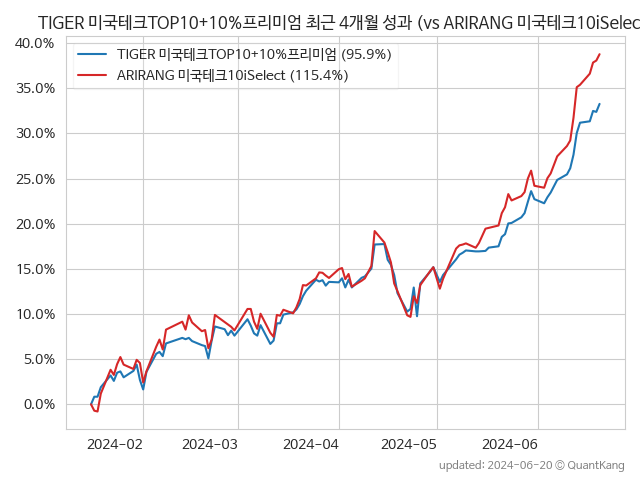 TIGER 미국테크TOP10+10%프리미엄 최근 4개월 성과 (vs ARIRANG 미국테크10iSelec
40.0%
TIGER 미국테크TOP10+10%프리미엄 (95.9%)
ARIRANG 미국테크10iSelect (115.4%)
35.0%
30.0%
25.0%
20.0%
15.0%
10.0%
5.0%
0.0%
2024-02 2024-03 2024-04 2024-05 2024-06
updated: 2024-06-20 © QuantKang